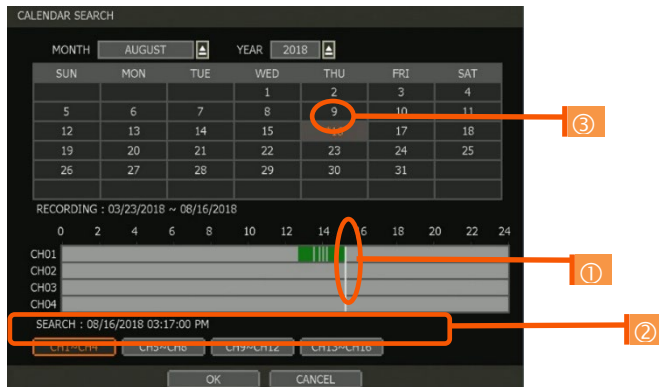 CALENDAR SEARCH
MONTH AUGUST YEAR 2018
SUN MON TUE WED THU FRI SAT
1 2 3 4
5 6 7 8 9 10 11
12 13 14 15 16 17 18
19 20 21 22 23 24 25
26 27 28 29 30 31
③
RECORDING : 03/23/2018 ~ 08/16/2018
0 2 4 6 8 10 12 14 16 18 20 22 24
CH01
①
CH02
CH03
CH04
SEARCH : 08/16/2018 03:17:00 PM
②
CH1~CH4 CH5~CH8 CH9~CH12 CH13~CH16
OK CANCEL